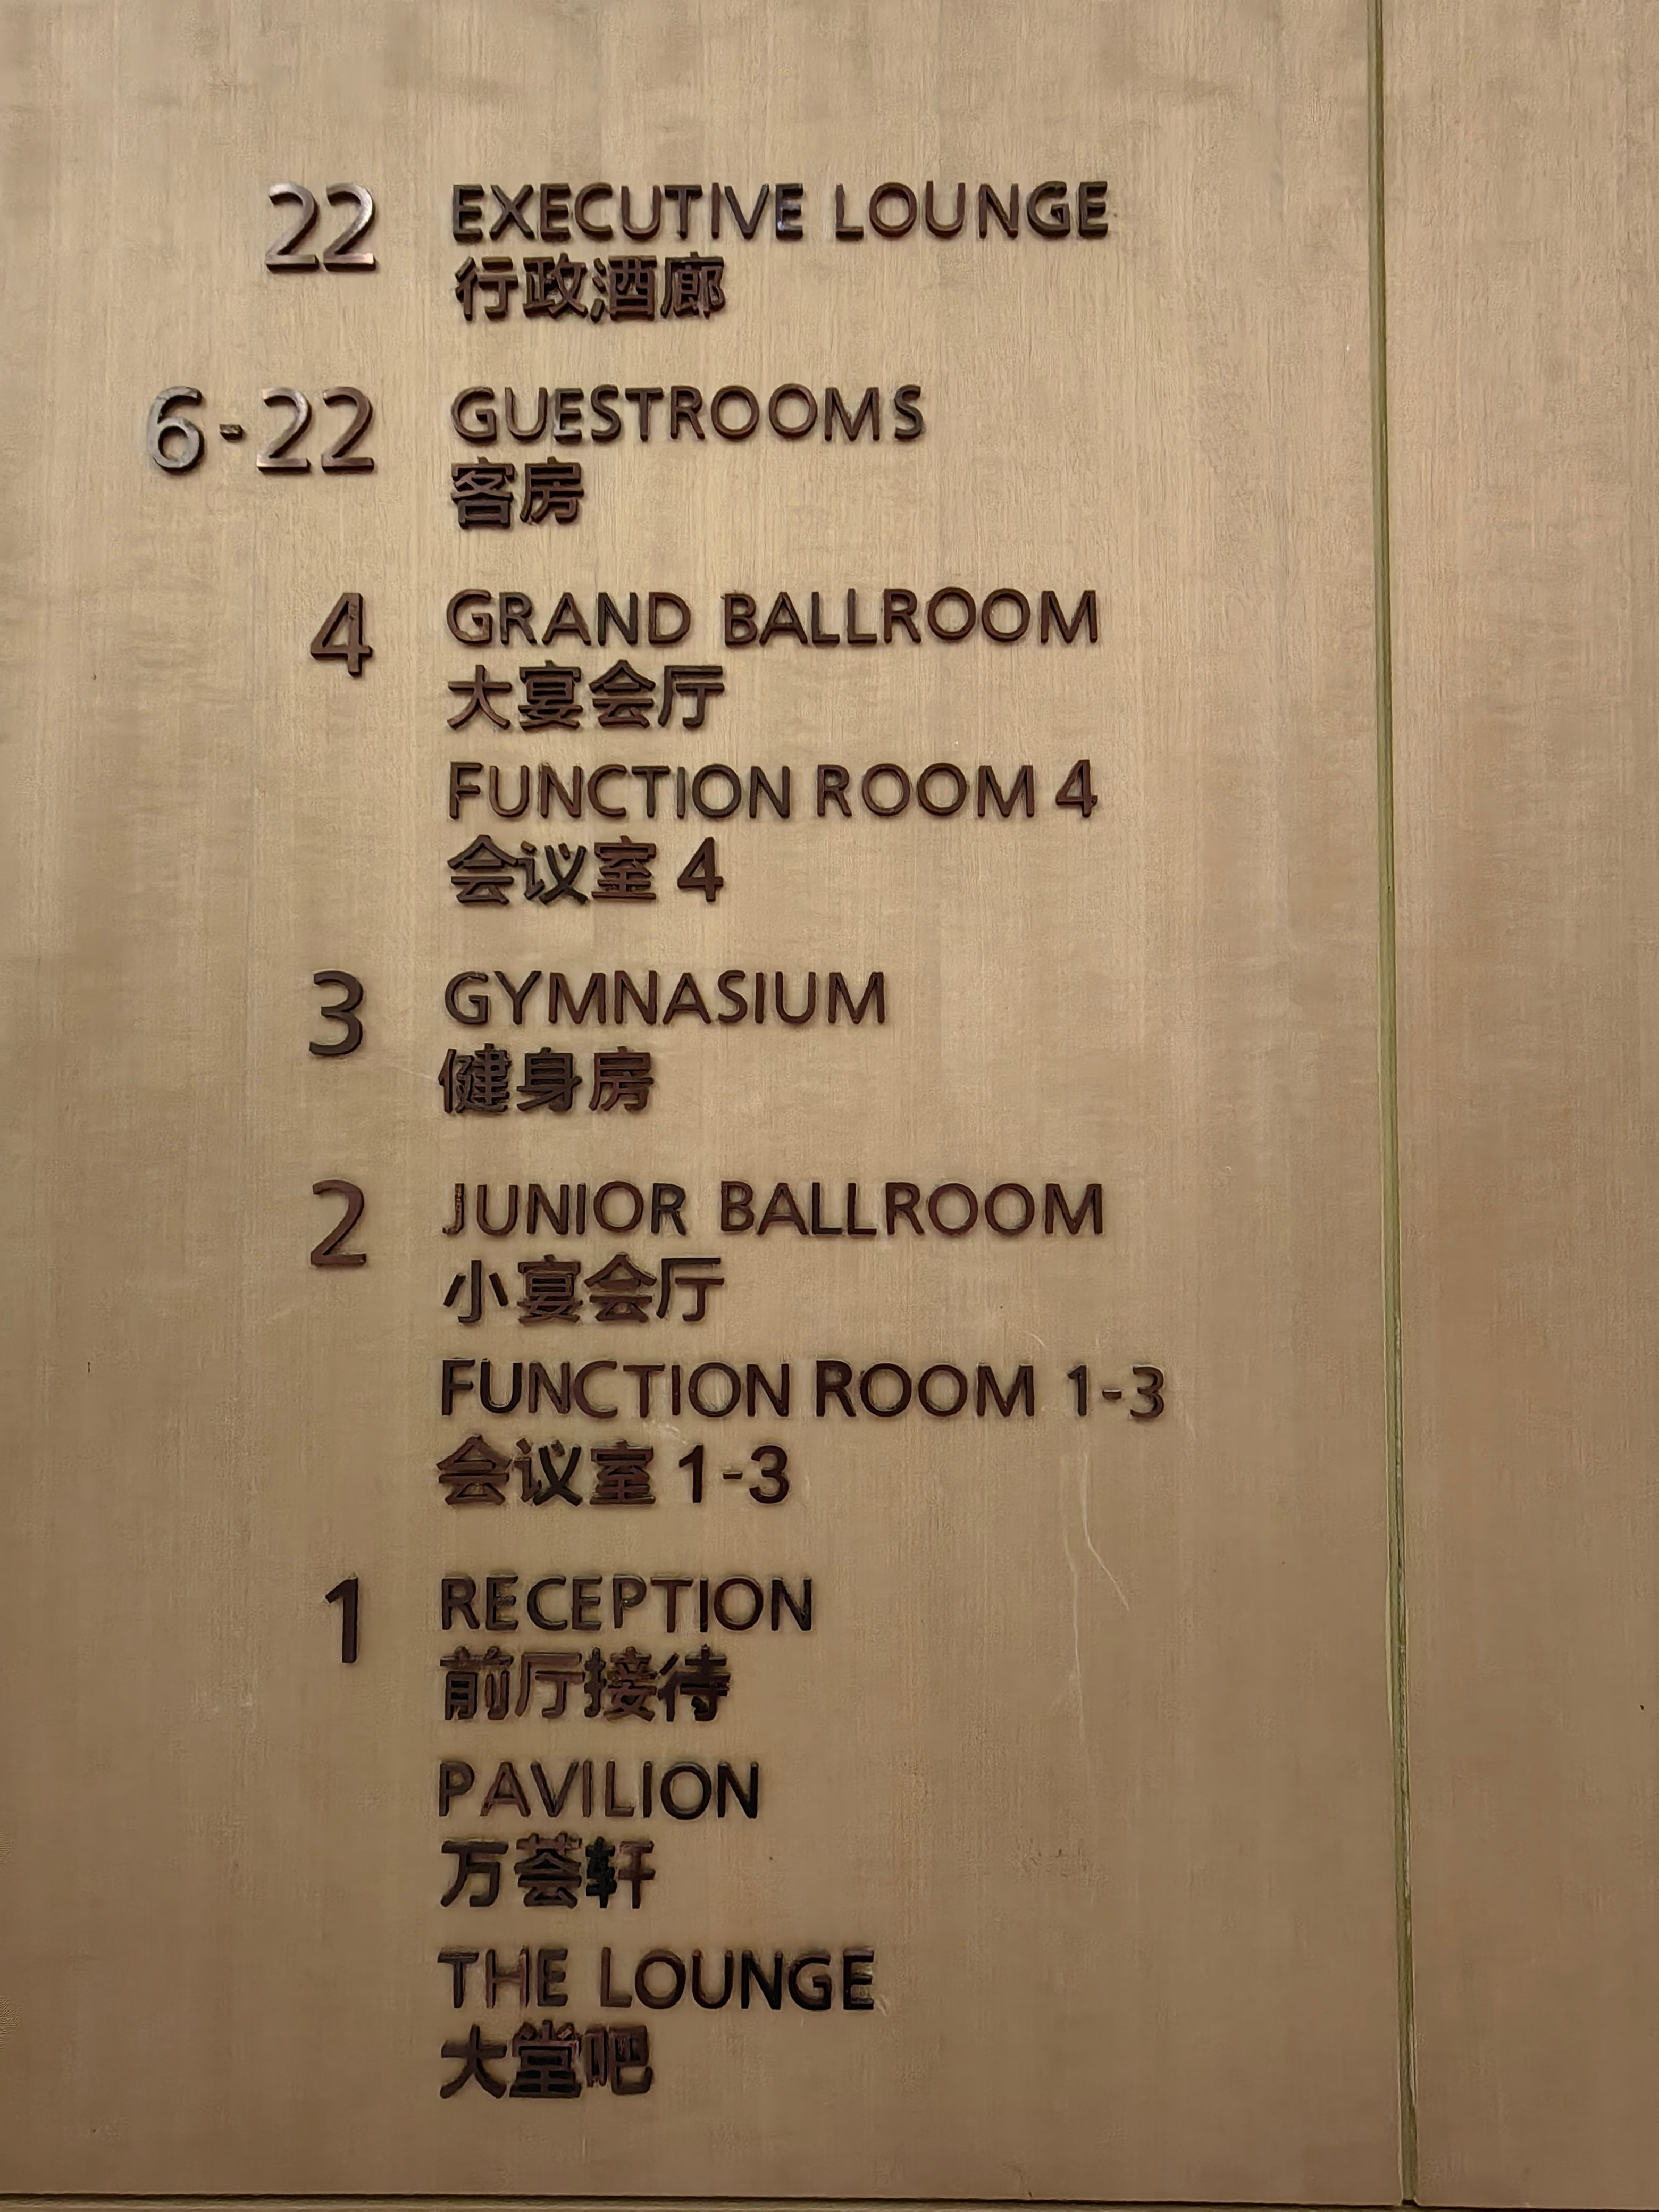 22 EXECUTIVE LOUNGE
行政酒廊
6-22 GUESTROOMS
客房
4 GRAND BALLROOM
大宴会厅
FUNCTION ROOM 4
会议室 4
3 GYMNASIUM
健身房
2 JUNIOR BALLROOM
小宴会厅
FUNCTION ROOM 1-3
会议室 1-3
1 RECEPTION
前厅接待
PAVILION
万荟轩
THE LOUNGE
大堂吧